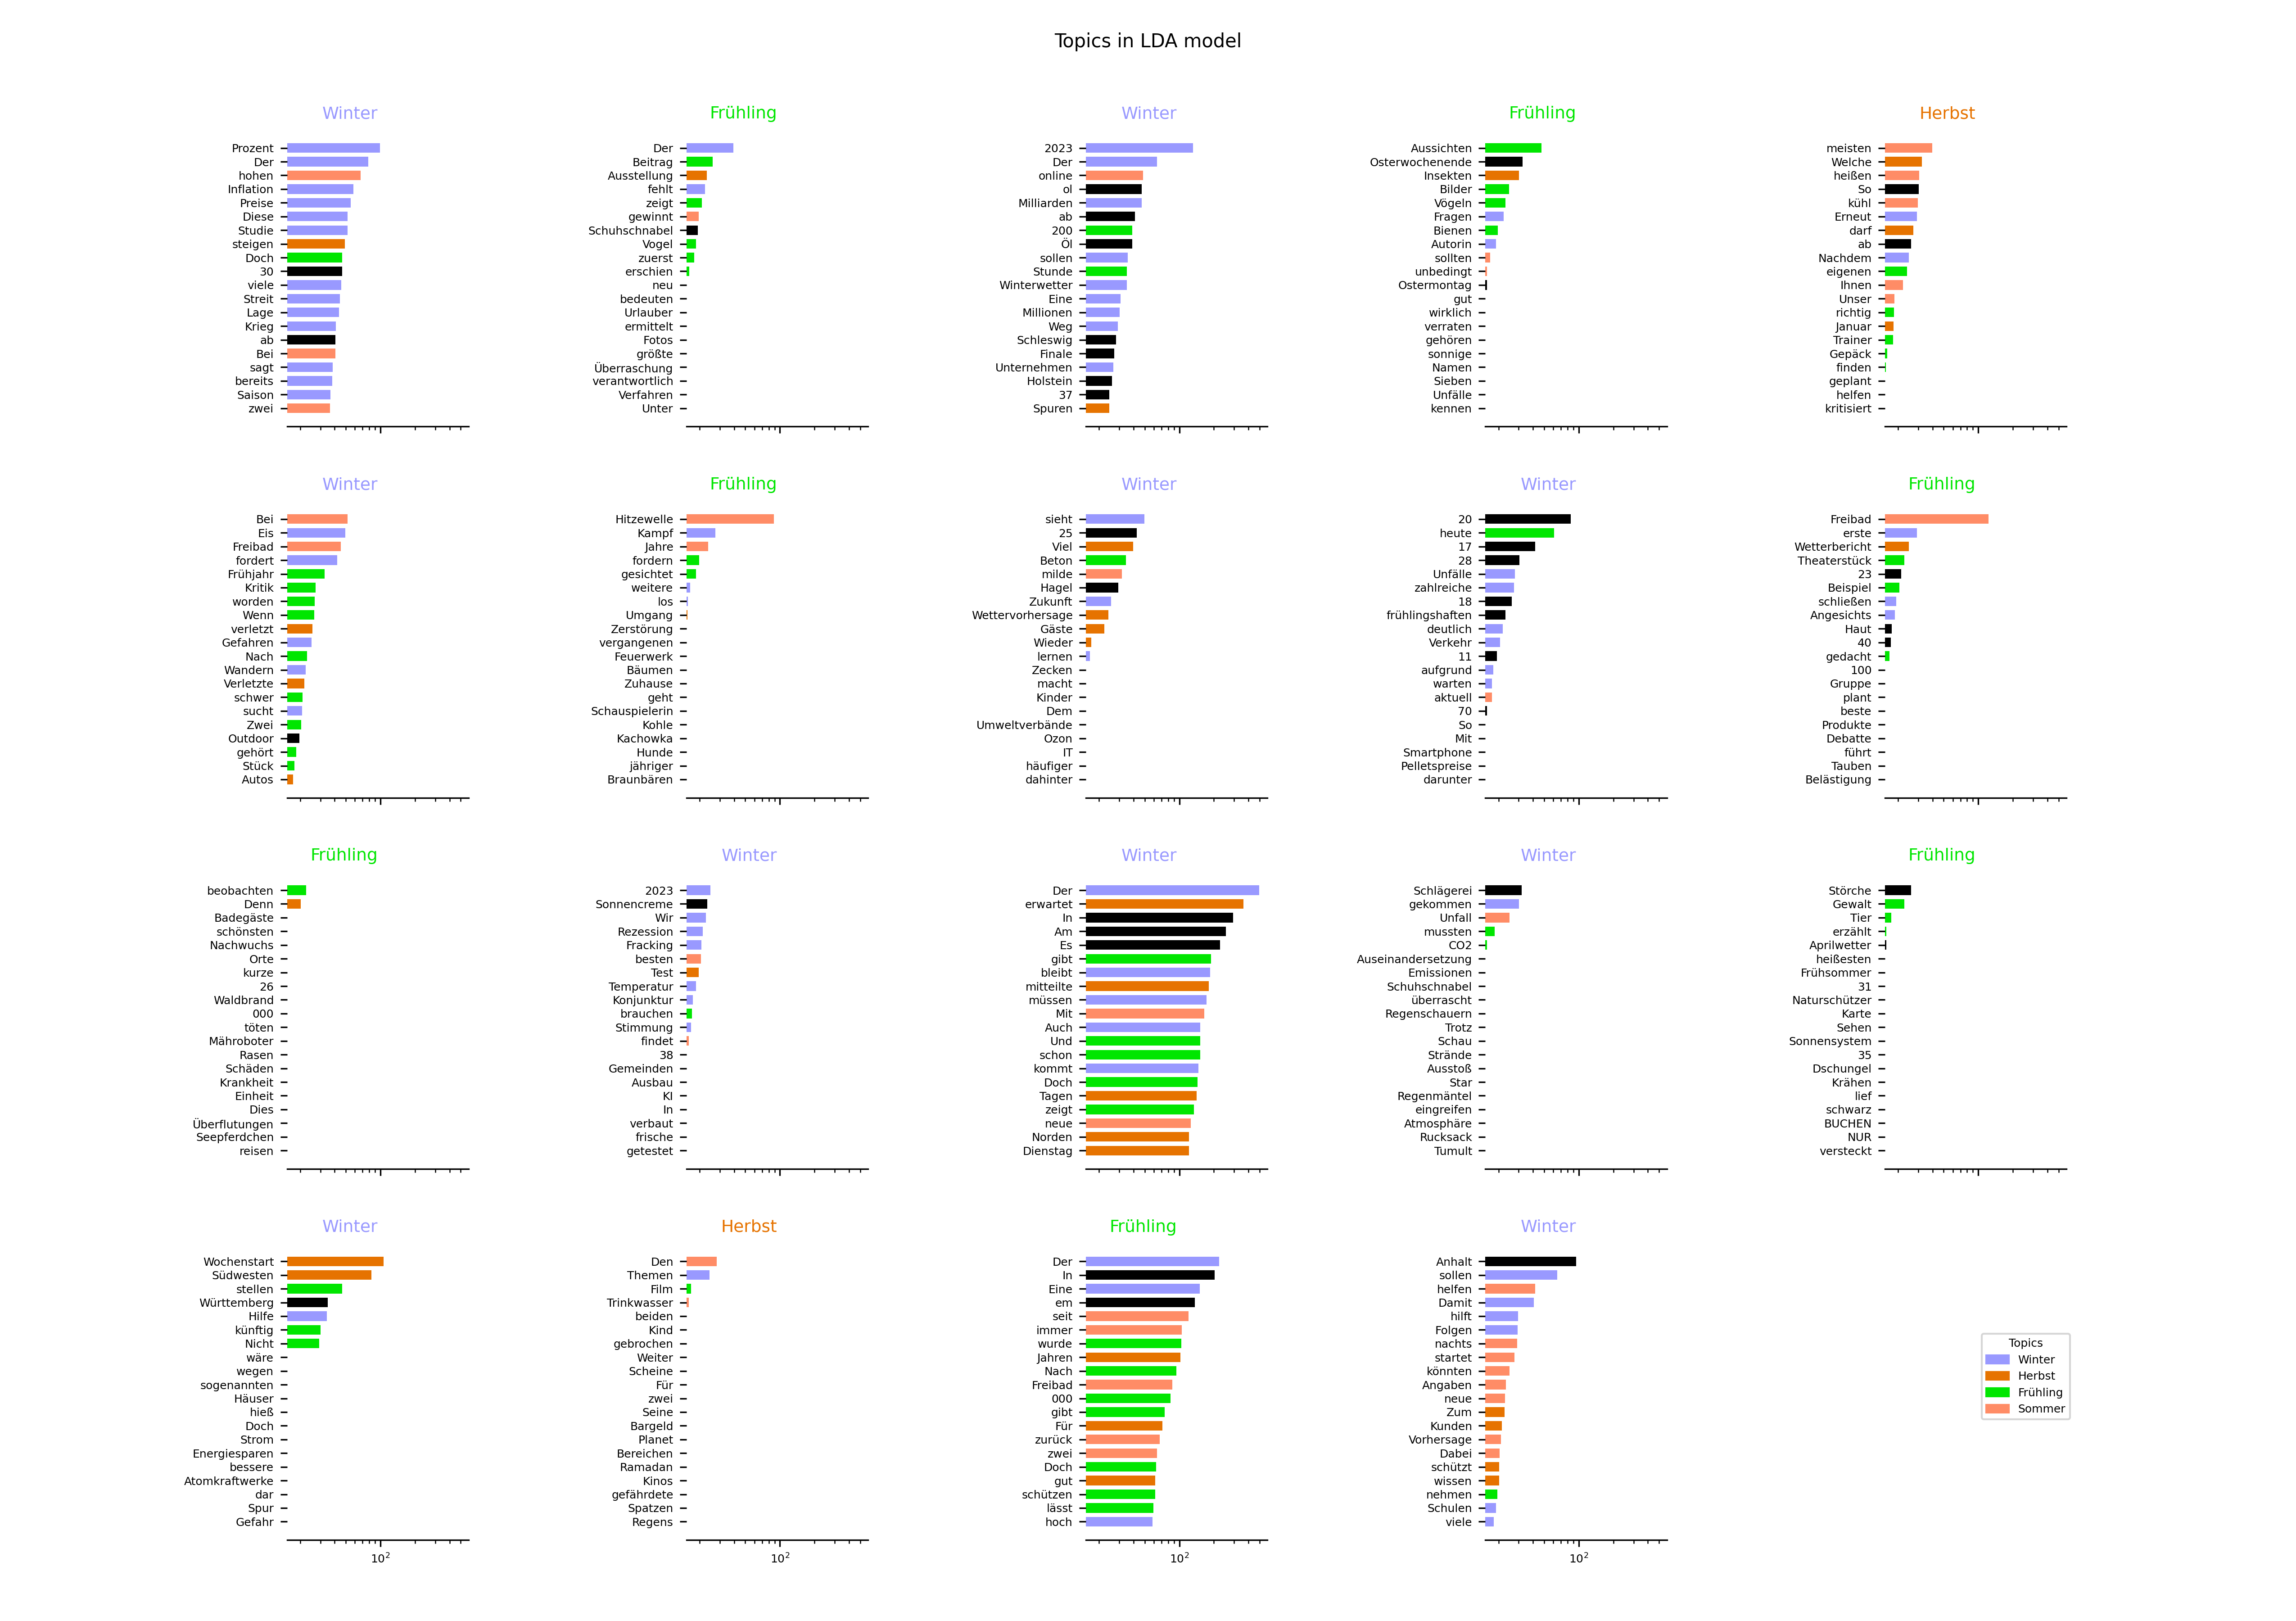 Topics in LDA model
Winter
Prozent
Der
hohen
Inflation
Preise
Diese
Studie
steigen
Doch
30
viele
Streit
Lage
Krieg
ab
Bei
sagt
bereits
Saison
zwei
Frühling
Der
Beitrag
Ausstellung
fehlt
zeigt
gewinnt
Schuhschnabel
Vogel
zuerst
erschien
neu
bedeuten
Urlauber
ermittelt
Fotos
größte
Überraschung
verantwortlich
Verfahren
Unter
Winter
2023
Der
online
ol
Milliarden
ab
200
Öl
sollen
Stunde
Winterwetter
Eine
Millionen
Weg
Schleswig
Finale
Unternehmen
Holstein
37
Spuren
Frühling
Aussichten
Osterwochenende
Insekten
Bilder
Vögeln
Fragen
Bienen
Autorin
sollten
unbedingt
Ostermontag
gut
wirklich
verraten
gehören
sonnige
Namen
Sieben
Unfälle
kennen
Herbst
meisten
Welche
heißen
So
kühl
Erneut
darf
ab
Nachdem
eigenen
Ihnen
Unser
richtig
Januar
Trainer
Gepäck
finden
geplant
helfen
kritisiert
Winter
Bei
Eis
Freibad
fordert
Frühjahr
Kritik
worden
Wenn
verletzt
Gefahren
Nach
Wandern
Verletzte
schwer
sucht
Zwei
Outdoor
gehört
Stück
Autos
Frühling
Hitzewelle
Kampf
Jahre
fordern
gesichtet
weitere
los
Umgang
Zerstörung
vergangenen
Feuerwerk
Bäumen
Zuhause
geht
Schauspielerin
Kohle
Kachowka
Hunde
jähriger
Braunbären
Winter
sieht
25
Viel
Beton
milde
Hagel
Zukunft
Wettervorhersage
Gäste
Wieder
lernen
Zecken
macht
Kinder
Dem
Umweltverbände
Ozon
IT
häufiger
dahinter
Winter
20
heute
17
28
Unfälle
zahlreiche
18
frühlingshaften
deutlich
Verkehr
11
aufgrund
warten
aktuell
70
So
Mit
Smartphone
Pelletspreise
darunter
Frühling
Freibad
erste
Wetterbericht
Theaterstück
23
Beispiel
schließen
Angesichts
Haut
40
gedacht
100
Gruppe
plant
beste
Produkte
Debatte
führt
Tauben
Belästigung
Frühling
beobachten
Denn
Badegäste
schönsten
Nachwuchs
Orte
kurze
26
Waldbrand
000
töten
Mähroboter
Rasen
Schäden
Krankheit
Einheit
Dies
Überflutungen
Seepferdchen
reisen
Winter
2023
Sonnencreme
Wir
Rezession
Fracking
besten
Test
Temperatur
Konjunktur
brauchen
Stimmung
findet
38
Gemeinden
Ausbau
KI
In
verbaut
frische
getestet
Winter
Der
erwartet
In
Am
Es
gibt
bleibt
mitteilte
müssen
Mit
Auch
Und
schon
kommt
Doch
Tagen
zeigt
neue
Norden
Dienstag
Winter
Schlägerei
gekommen
Unfall
mussten
CO2
Auseinandersetzung
Emissionen
Schuhschnabel
überrascht
Regenschauern
Trotz
Schau
Strände
Ausstoß
Star
Regenmäntel
eingreifen
Atmosphäre
Rucksack
Tumult
Frühling
Störche
Gewalt
Tier
erzählt
Aprilwetter
heißesten
Frühsommer
31
Naturschützer
Karte
Sehen
Sonnensystem
35
Dschungel
Krähen
lief
schwarz
BUCHEN
NUR
versteckt
Winter
Wochenstart
Südwesten
stellen
Württemberg
Hilfe
künftig
Nicht
wäre
wegen
sogenannten
Häuser
hieß
Doch
Strom
Energiesparen
bessere
Atomkraftwerke
dar
Spur
Gefahr
10²
Herbst
Den
Themen
Film
Trinkwasser
beiden
Kind
gebrochen
Weiter
Scheine
Für
zwei
Seine
Bargeld
Planet
Bereichen
Ramadan
Kinos
gefährdete
Spatzen
Regens
10²
Frühling
Der
In
Eine
em
seit
immer
wurde
Jahren
Nach
Freibad
000
gibt
Für
zurück
zwei
Doch
gut
schützen
lässt
hoch
10²
Winter
Anhalt
sollen
helfen
Damit
hilft
Folgen
nachts
startet
könnten
Angaben
neue
Zum
Kunden
Vorhersage
Dabei
schützt
wissen
nehmen
Schulen
viele
10²
Topics
Winter
Herbst
Frühling
Sommer